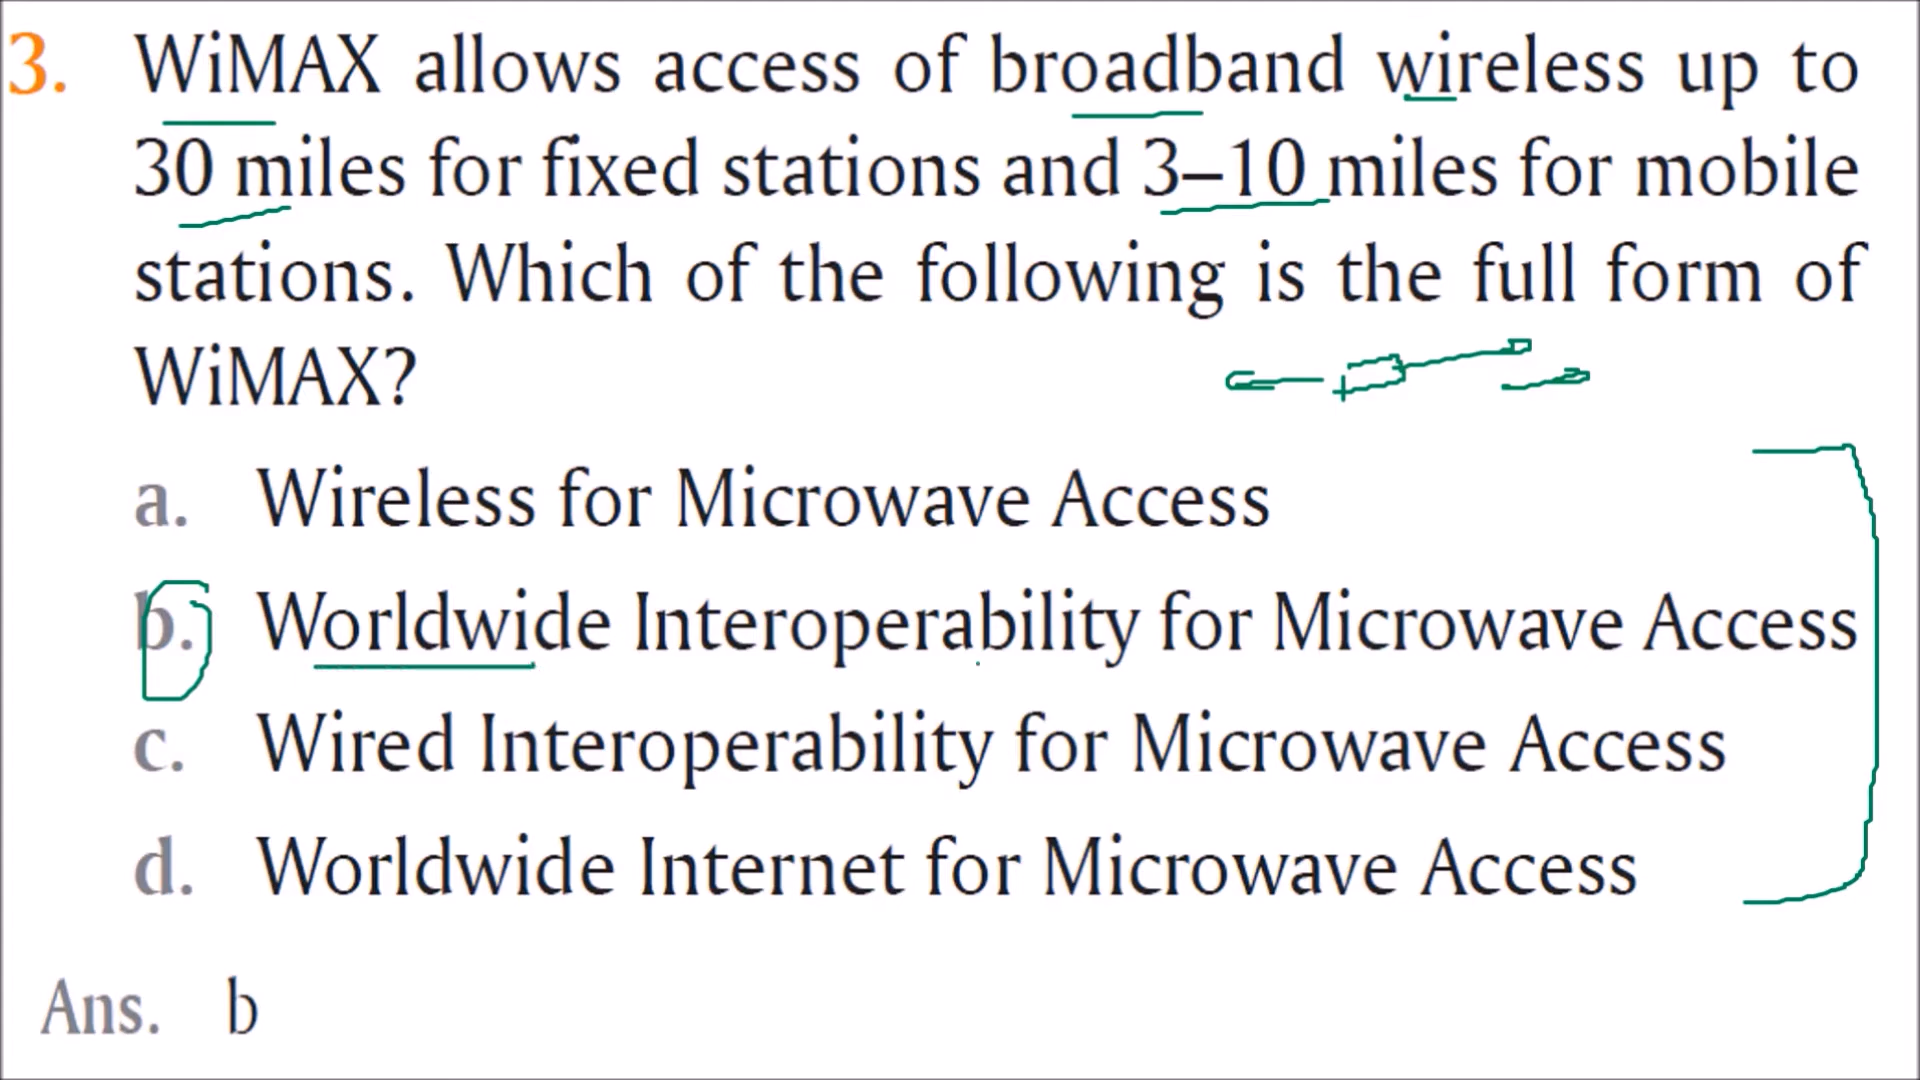 3. WiMAX allows access of broadband wireless up to
30 miles for fixed stations and 3–10 miles for mobile
stations. Which of the following is the full form of
WiMAX?
a. Wireless for Microwave Access
b. Worldwide Interoperability for Microwave Access
c. Wired Interoperability for Microwave Access
d. Worldwide Internet for Microwave Access
Ans. b